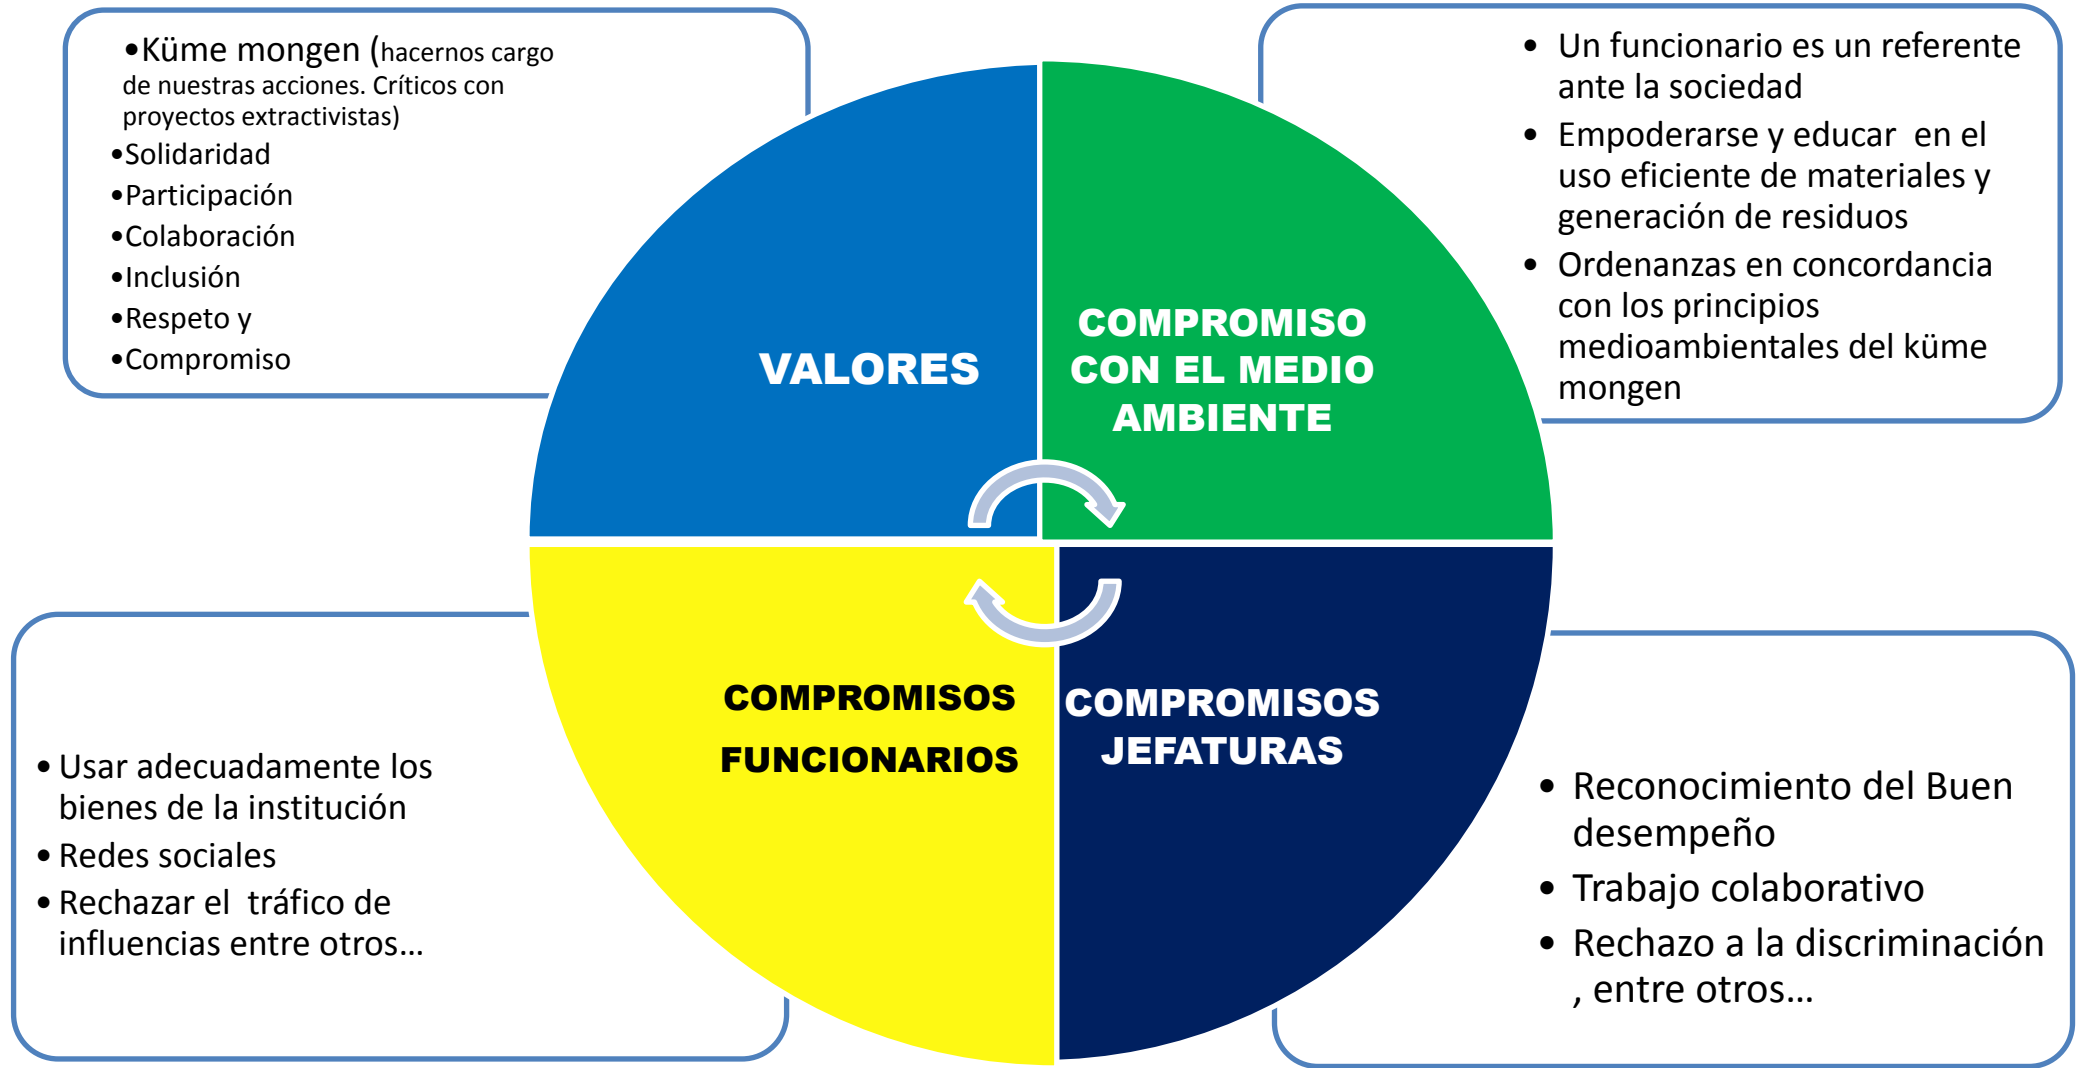 •Küme mongen (hacernos cargo
de nuestras acciones. Críticos con
proyectos extractivistas)
•Solidaridad
•Participación
•Colaboración
•Inclusión
•Respeto y
•Compromiso
• Un funcionario es un referente
ante la sociedad
• Empoderarse y educar en el
uso eficiente de materiales y
generación de residuos
• Ordenanzas en concordancia
con los principios
medioambientales del küme
mongen
VALORES
COMPROMISO
CON EL MEDIO
AMBIENTE
COMPROMISOS
FUNCIONARIOS
COMPROMISOS
JEFATURAS
• Usar adecuadamente los
bienes de la institución
• Redes sociales
• Rechazar el tráfico de
influencias entre otros…
• Reconocimiento del Buen
desempeño
• Trabajo colaborativo
• Rechazo a la discriminación
, entre otros…